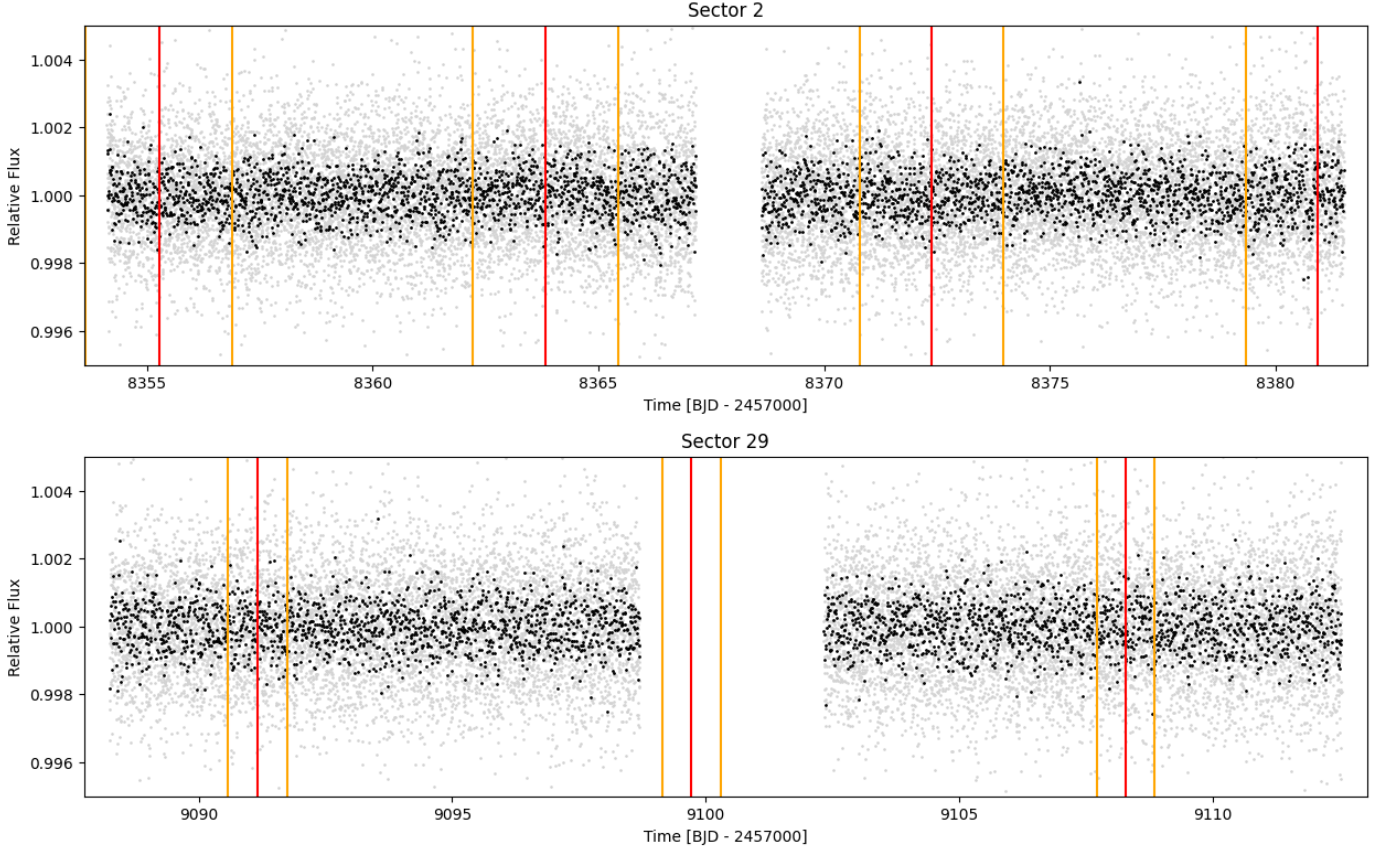 Sector 2
1.004
1.002
1.000
0.998
0.996
Relative Flux
8355 8360 8365 8370 8375 8380
Time [BJD - 2457000]
Sector 29
1.004
1.002
1.000
0.998
0.996
Relative Flux
9090 9095 9100 9105 9110
Time [BJD - 2457000]